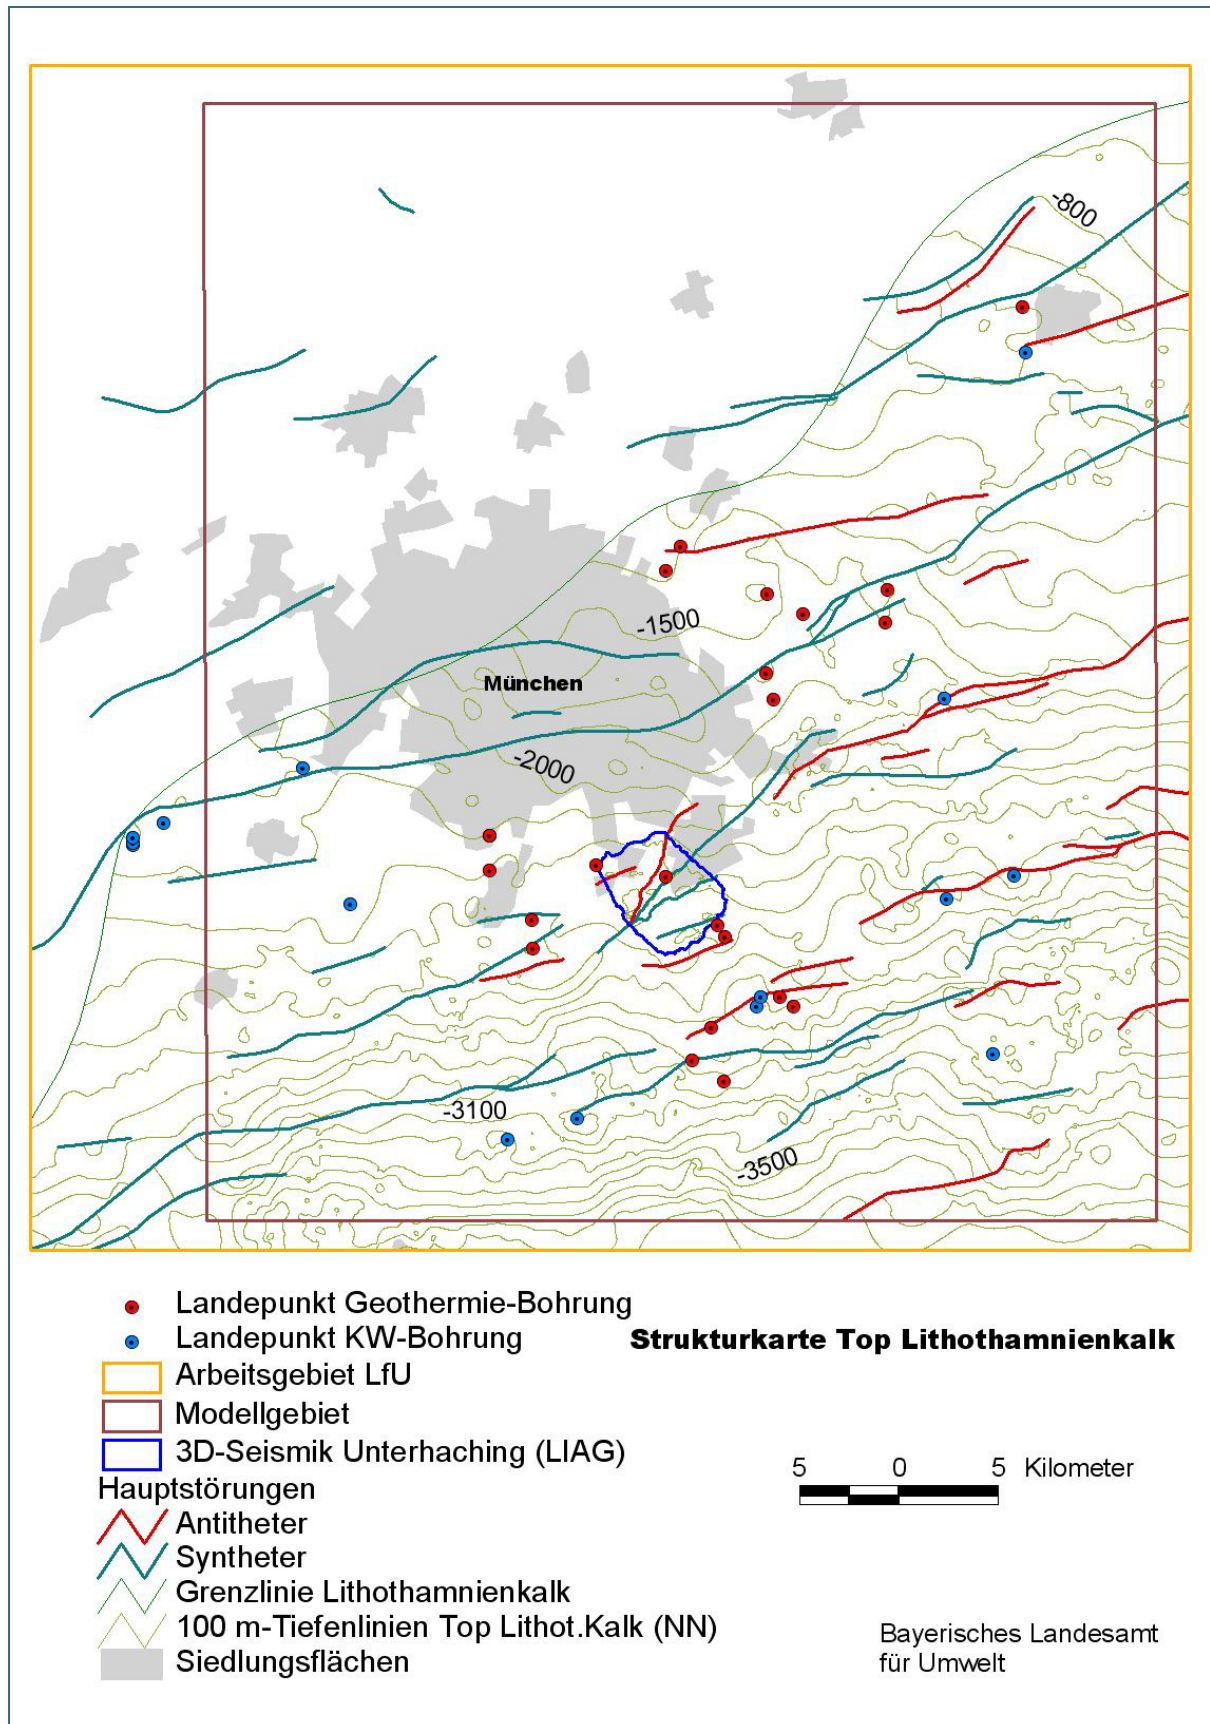 -800
-1500
München
-2000
-3100
-3500
Landepunkt Geothermie-Bohrung
Landepunkt KW-Bohrung
Strukturkarte Top Lithothamnienkalk
Arbeitsgebiet LfU
Modellgebiet
3D-Seismik Unterhaching (LIAG)
5 0 5 Kilometer
Hauptstörungen
Antitheter
Syntheter
Grenzlinie Lithothamnienkalk
100 m-Tiefenlinien Top Lithot.Kalk (NN)
Siedlungsflächen
Bayerisches Landesamt
für Umwelt